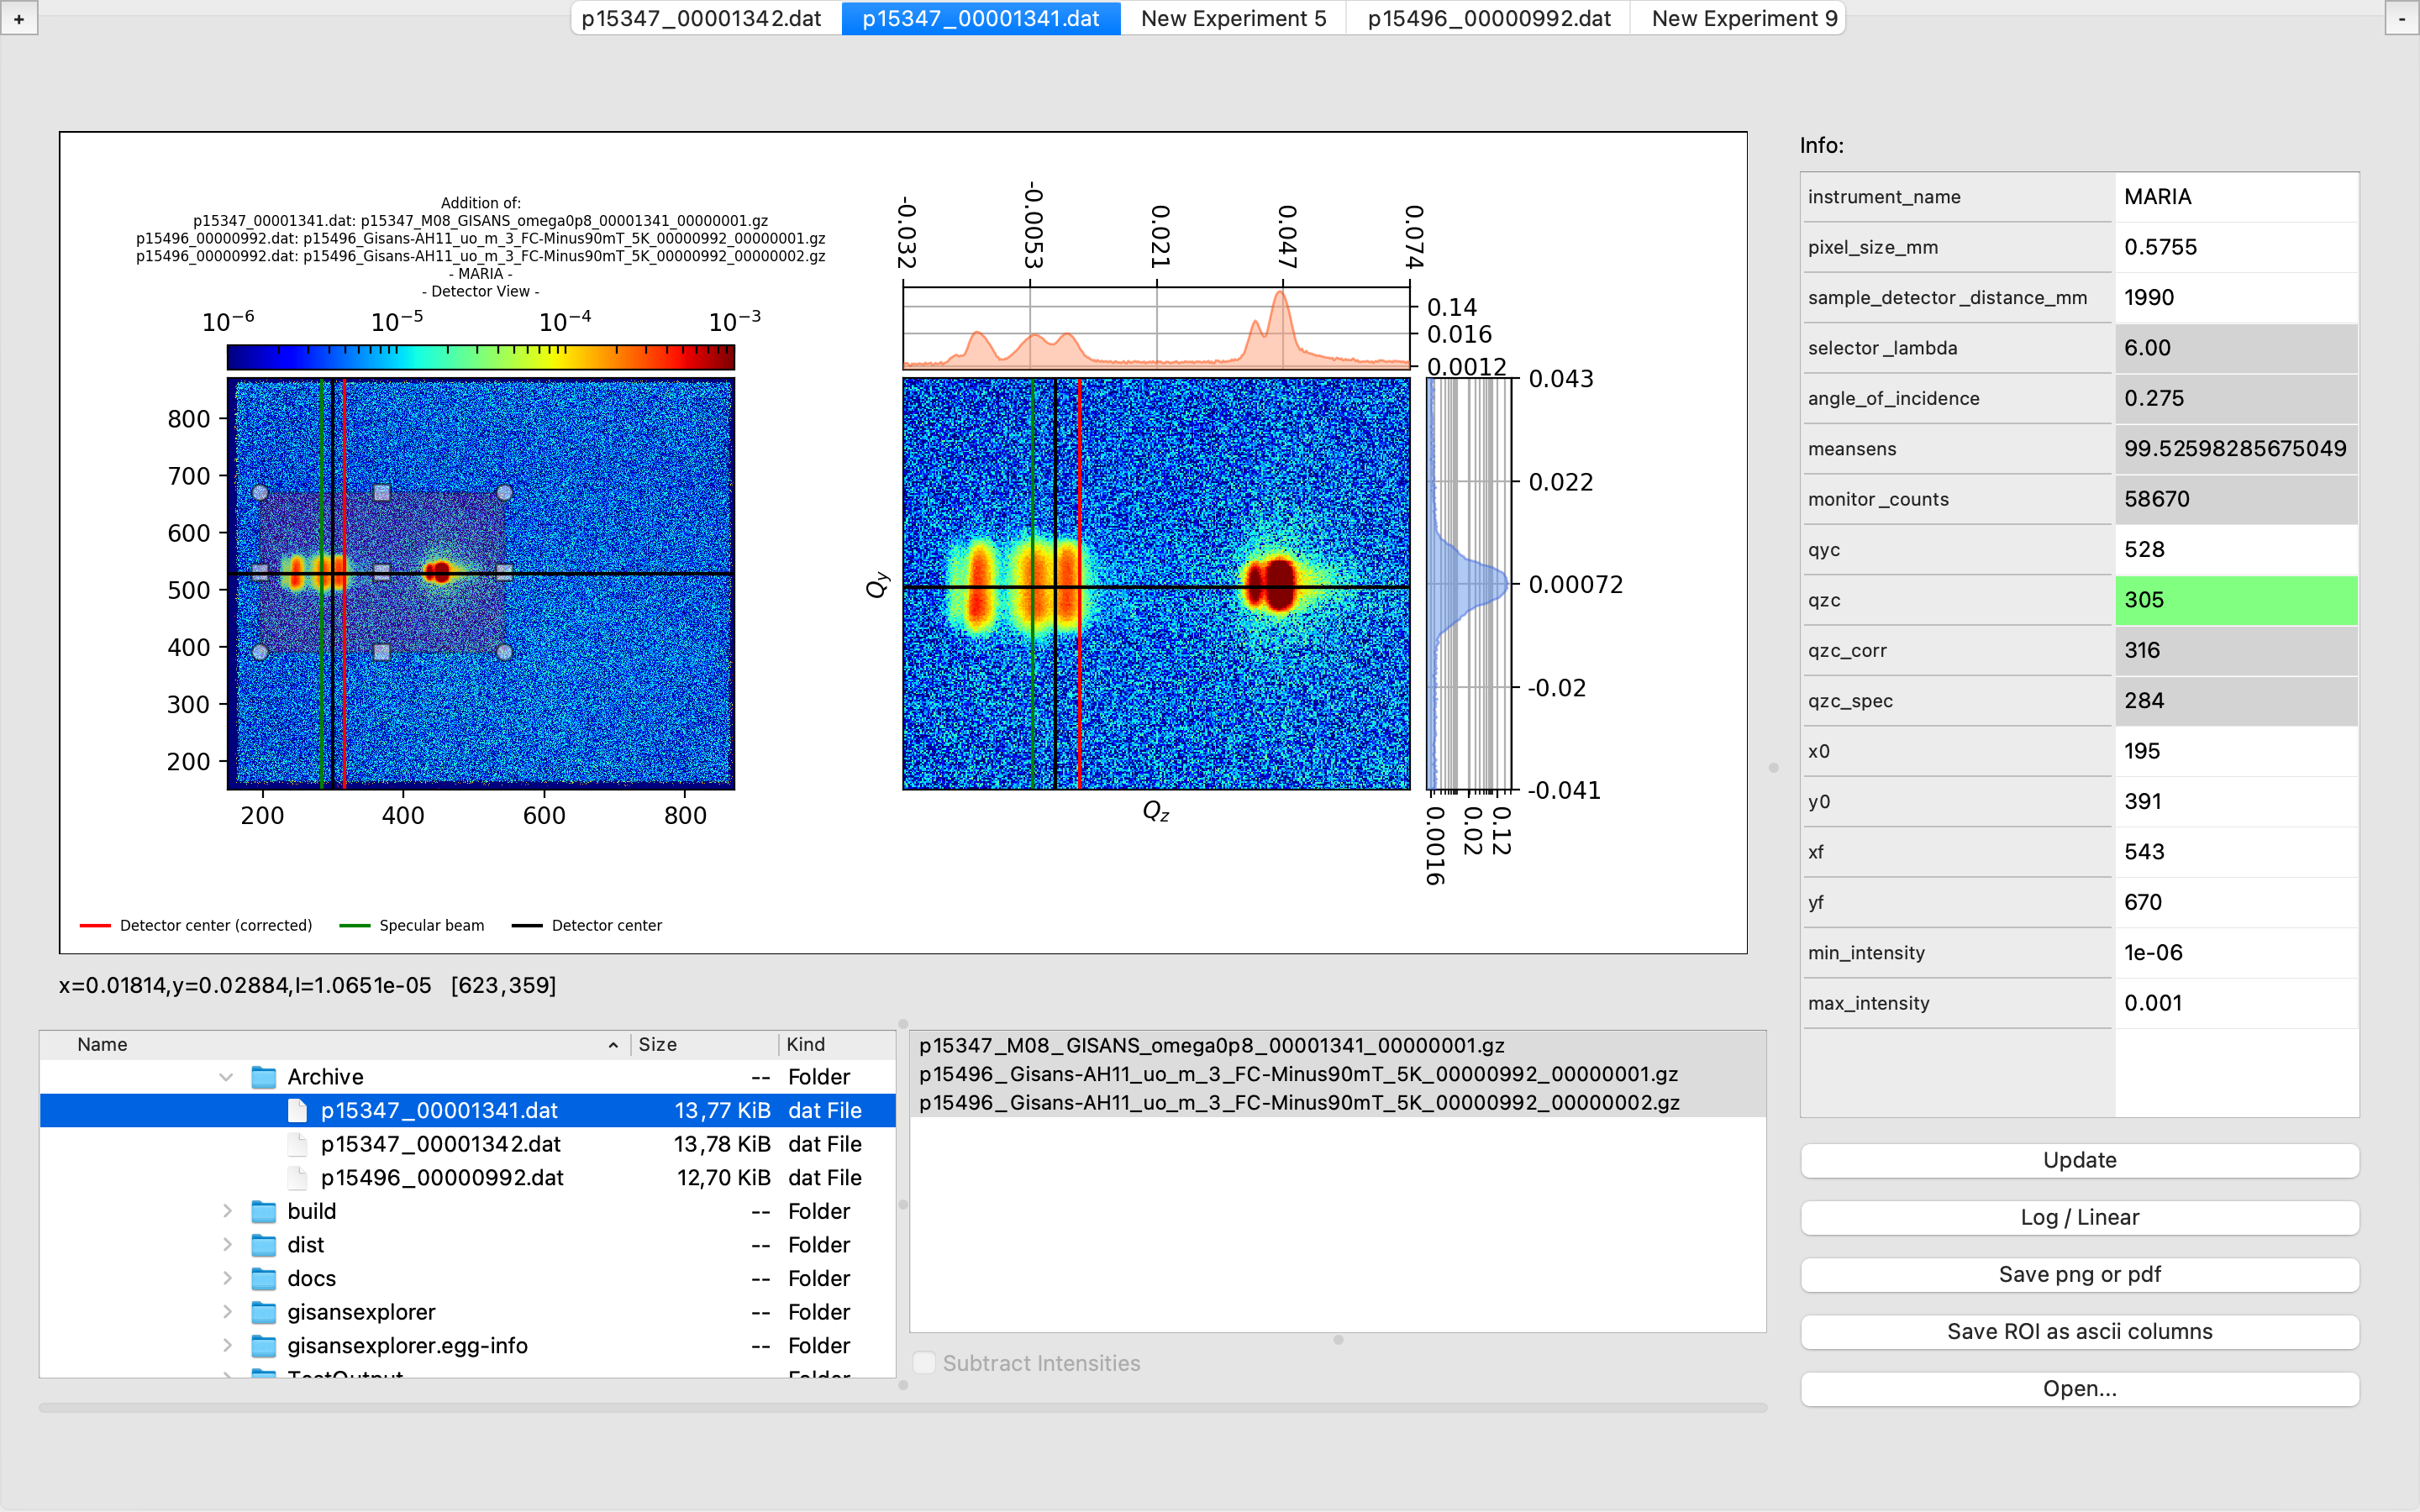 +
p15347_00001342.dat
p15347_00001341.dat
New Experiment 5
p15496_00000992.dat
New Experiment 9
-
Addition of:
p15347_00001341.dat: p15347_M08_GISANS_omega0p8_00001341_00000001.gz
p15496_00000992.dat: p15496_Gisans-AH11_uo_m_3_FC-Minus90mT_5K_00000992_00000001.gz
p15496_00000992.dat: p15496_Gisans-AH11_uo_m_3_FC-Minus90mT_5K_00000992_00000002.gz
- MARIA -
- Detector View -
10⁻⁶ 10⁻⁵ 10⁻⁴ 10⁻³
800
700
600
500
400
300
200
200 400 600 800
-0.032
-0.0053
0.021
0.047
0.074
0.14
0.016
0.0012
0.043
0.022
0.00072
-0.02
-0.041
Qy
Qz
0.0016
0.02
0.12
Detector center (corrected)
Specular beam
Detector center
x=0.01814,y=0.02884,I=1.0651e-05 [623,359]
Name Size Kind
Archive -- Folder
p15347_00001341.dat 13,77 KiB dat File
p15347_00001342.dat 13,78 KiB dat File
p15496_00000992.dat 12,70 KiB dat File
build -- Folder
dist -- Folder
docs -- Folder
gisansexplorer -- Folder
gisansexplorer.egg-info -- Folder
TestOutput -- Folder
p15347_M08_GISANS_omega0p8_00001341_00000001.gz
p15496_Gisans-AH11_uo_m_3_FC-Minus90mT_5K_00000992_00000001.gz
p15496_Gisans-AH11_uo_m_3_FC-Minus90mT_5K_00000992_00000002.gz
Subtract Intensities
Info:
instrument_name MARIA
pixel_size_mm 0.5755
sample_detector_distance_mm 1990
selector_lambda 6.00
angle_of_incidence 0.275
meansens 99.52598285675049
monitor_counts 58670
qyc 528
qzc 305
qzc_corr 316
qzc_spec 284
x0 195
y0 391
xf 543
yf 670
min_intensity 1e-06
max_intensity 0.001
Update
Log / Linear
Save png or pdf
Save ROI as ascii columns
Open...